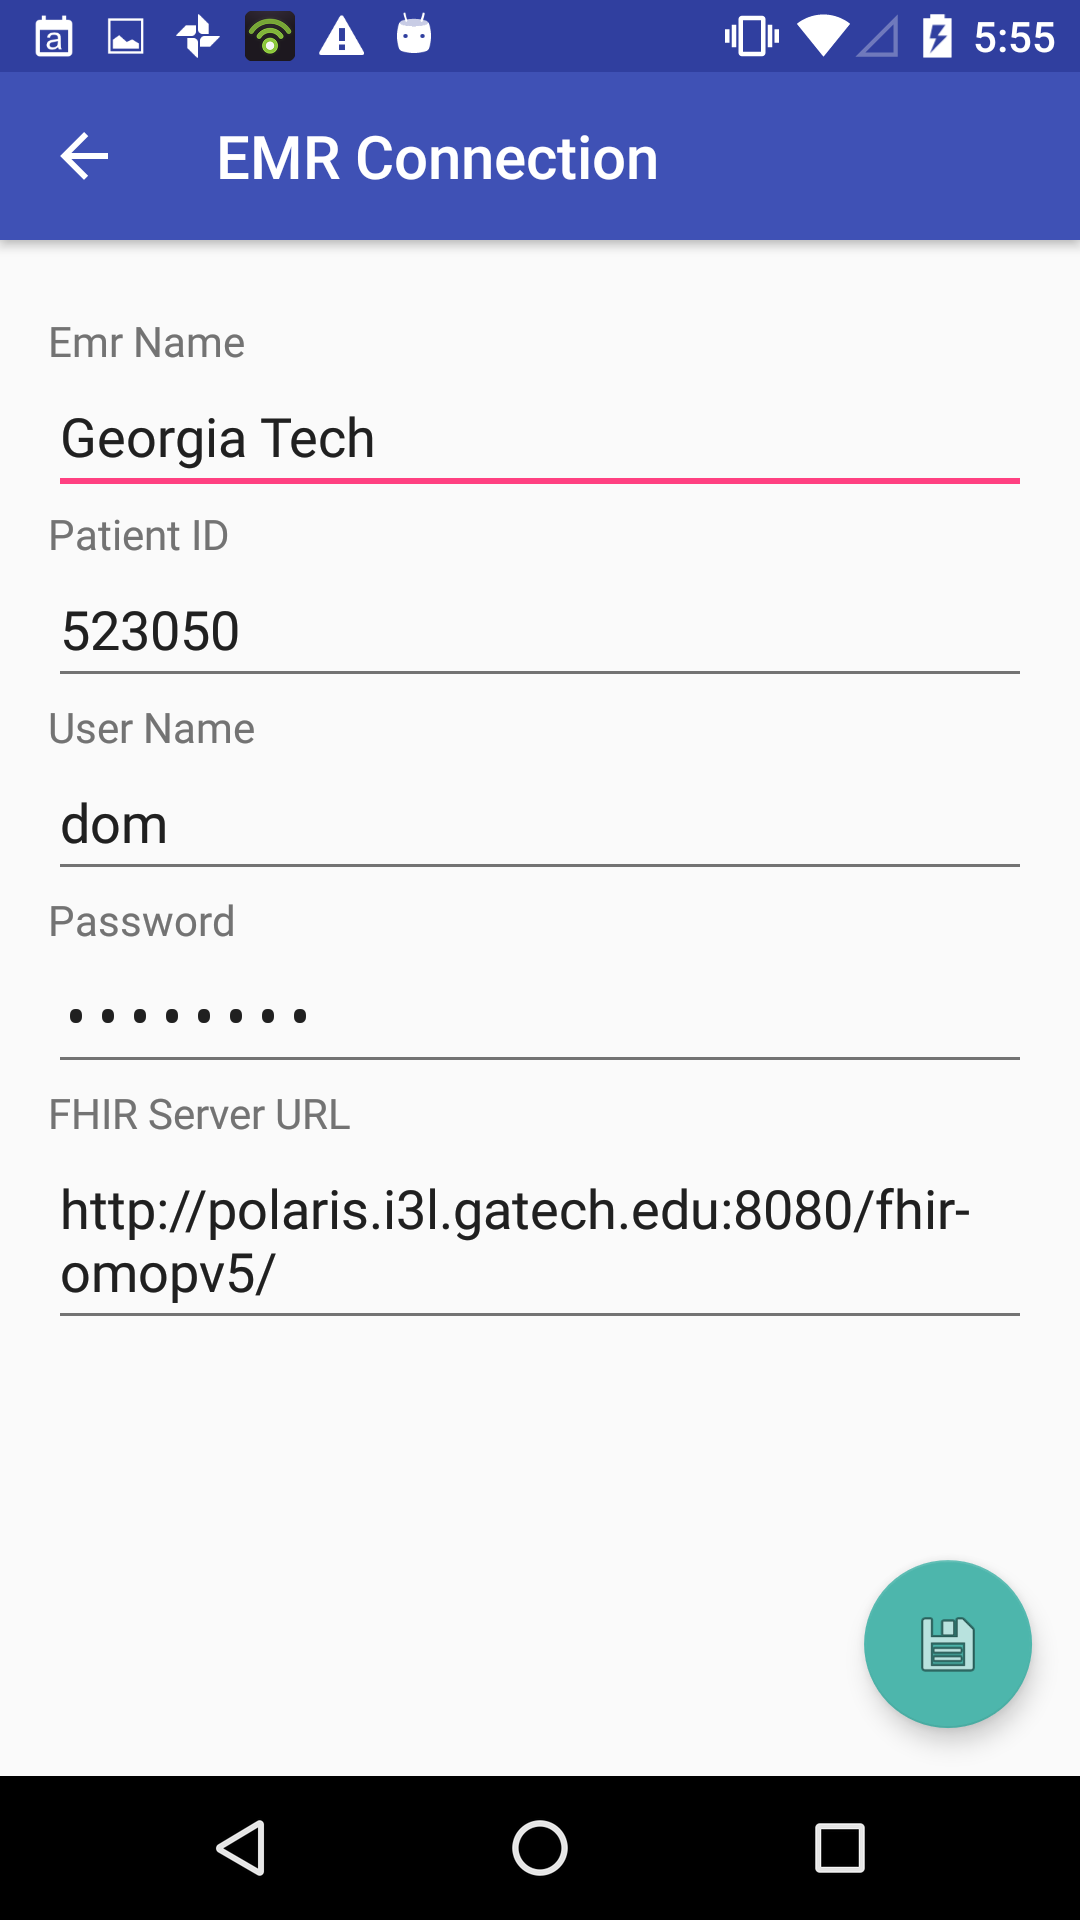 a
5:55
EMR Connection
Emr Name
Georgia Tech
Patient ID
523050
User Name
dom
Password
••••••••
FHIR Server URL
http://polaris.i3l.gatech.edu:8080/fhir-
omopv5/